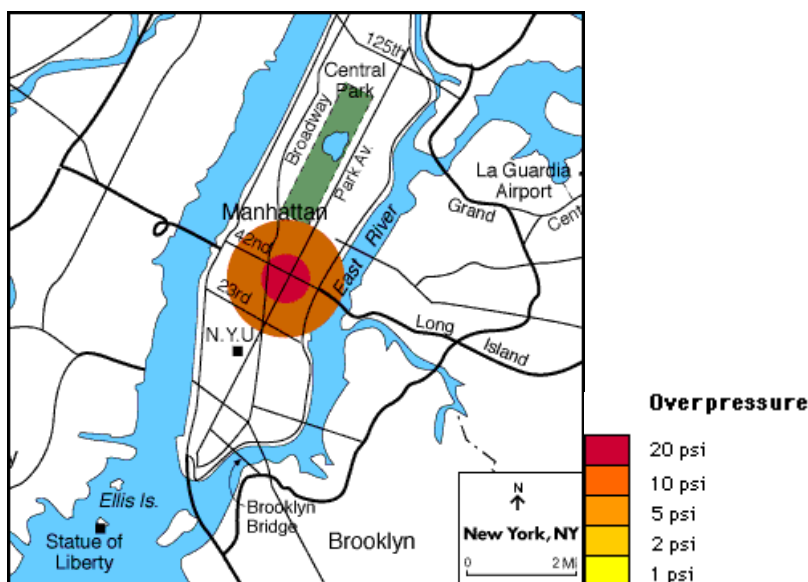 125th
Central
Park
Broadway
Park Av.
La Guardia
Airport
Grand
Cent
Manhattan
42nd
East River
23rd
N.Y.U
Long
Island
Ellis Is.
Statue of
Liberty
Brooklyn
Bridge
Brooklyn
N
New York, NY
0 2 Mi
Overpressure
20 psi
10 psi
5 psi
2 psi
1 psi